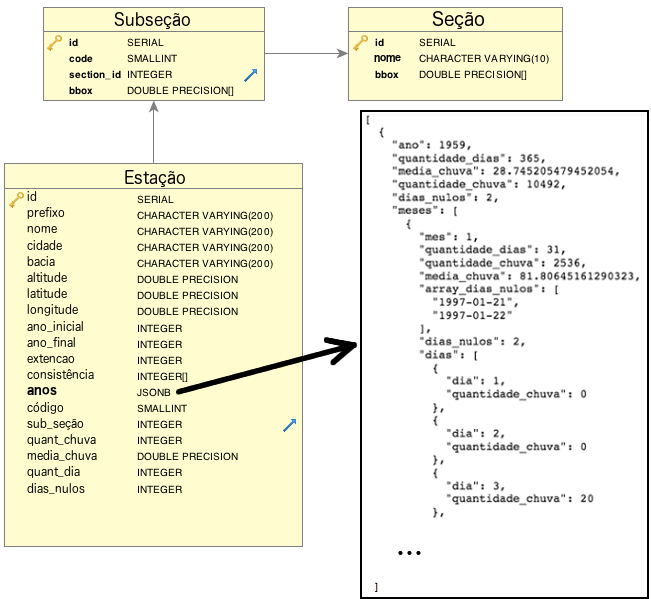 Subseção
id SERIAL
code SMALLINT
section_id INTEGER
bbox DOUBLE PRECISION[]
Seção
id SERIAL
nome CHARACTER VARYING(10)
bbox DOUBLE PRECISION[]
Estação
id SERIAL
prefixo CHARACTER VARYING(200)
nome CHARACTER VARYING(200)
cidade CHARACTER VARYING(200)
bacia CHARACTER VARYING(200)
altitude DOUBLE PRECISION
latitude DOUBLE PRECISION
longitude DOUBLE PRECISION
ano_inicial INTEGER
ano_final INTEGER
extencao INTEGER
consistência INTEGER[]
anos JSONB
código SMALLINT
sub_seção INTEGER
quant_chuva INTEGER
media_chuva DOUBLE PRECISION
quant_dia INTEGER
dias_nulos INTEGER
[
{
"ano": 1959,
"quantidade_dias": 365,
"media_chuva": 28.745205479452054,
"quantidade_chuva": 10492,
"dias_nulos": 2,
"meses": [
{
"mes": 1,
"quantidade_dias": 31,
"quantidade_chuva": 2536,
"media_chuva": 81.80645161290323,
"array_dias_nulos": [
"1997-01-21",
"1997-01-22"
],
"dias_nulos": 2,
"dias": [
{
"dia": 1,
"quantidade_chuva": 0
},
{
"dia": 2,
"quantidade_chuva": 0
},
{
"dia": 3,
"quantidade_chuva": 20
},
...
]